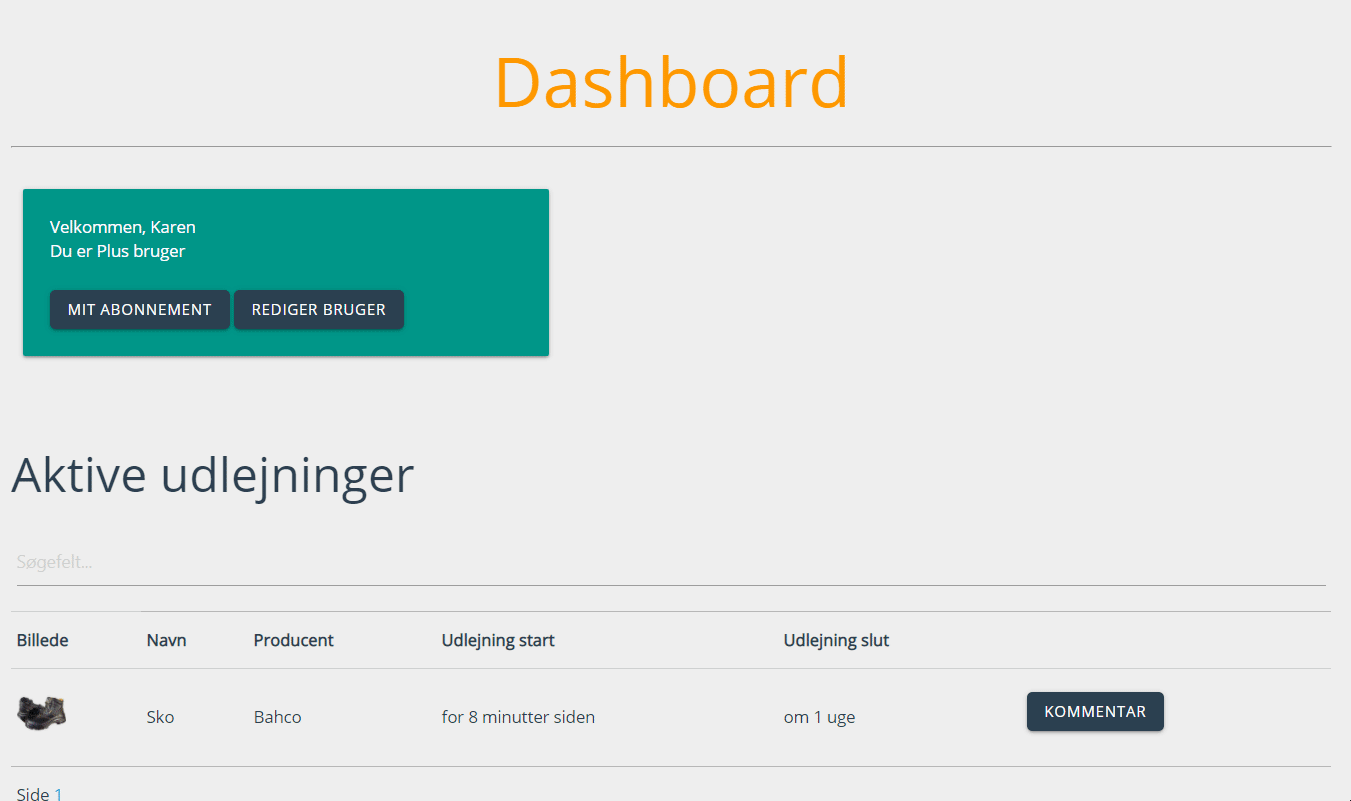 Dashboard
Velkommen, Karen
Du er Plus bruger
MIT ABONNEMENT REDIGER BRUGER
Aktive udlejninger
Søgefelt...
Billede Navn Producent Udlejning start Udlejning slut
Sko Bahco for 8 minutter siden om 1 uge KOMMENTAR
Side 1